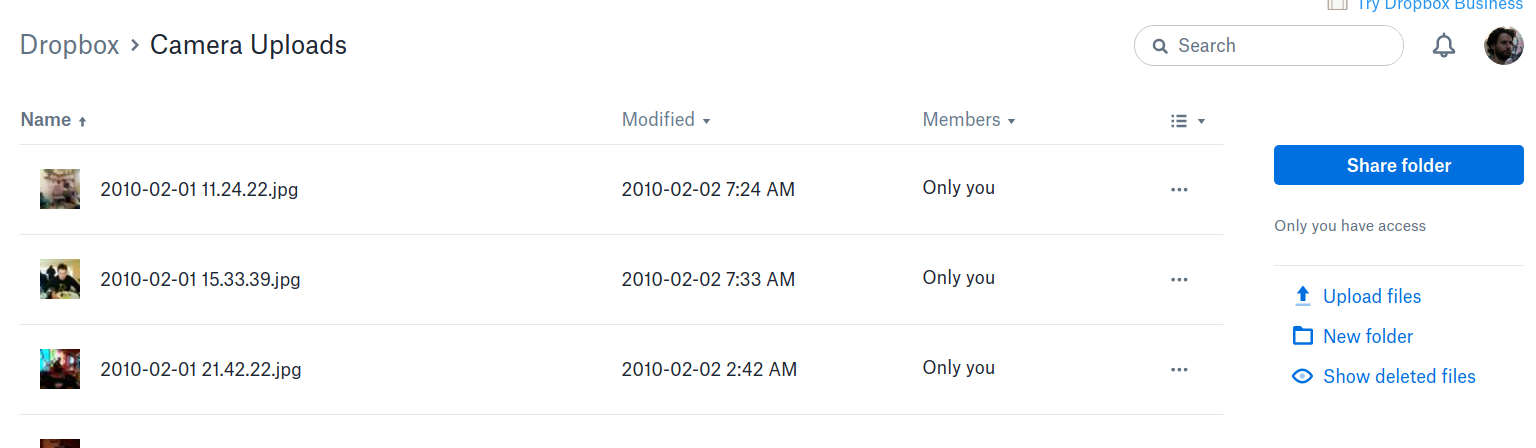 Try Dropbox Business
Dropbox › Camera Uploads
Search
Name Modified Members
Share folder
2010-02-01 11.24.22.jpg 2010-02-02 7:24 AM Only you
Only you have access
2010-02-01 15.33.39.jpg 2010-02-02 7:33 AM Only you
Upload files
New folder
2010-02-01 21.42.22.jpg 2010-02-02 2:42 AM Only you
Show deleted files